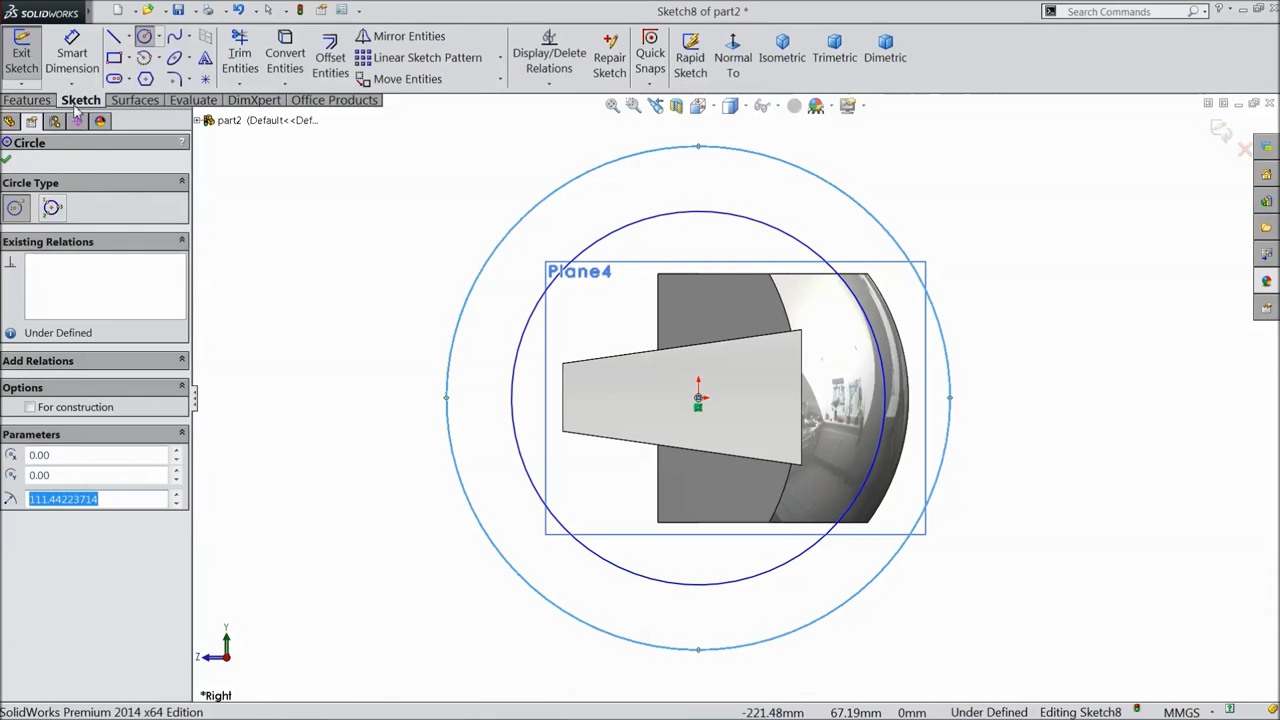 SOLIDWORKS
Sketch8 of part2 *
Search Commands
Exit Sketch
Smart Dimension
Trim Entities
Convert Entities
Offset Entities
Mirror Entities
Linear Sketch Pattern
Move Entities
Display/Delete Relations
Repair Sketch
Quick Snaps
Rapid Sketch
Normal To
Isometric
Trimetric
Dimetric
Features
Sketch
Surfaces
Evaluate
DimXpert
Office Products
part2 (Default<<Def...
Circle
?
Circle Type
Existing Relations
Under Defined
Add Relations
Options
For construction
Parameters
0.00
0.00
111.44223714
Plane4
Y
Z
*Right
SolidWorks Premium 2014 x64 Edition
-221.48mm
67.19mm
0mm
Under Defined
Editing Sketch8
MMGS